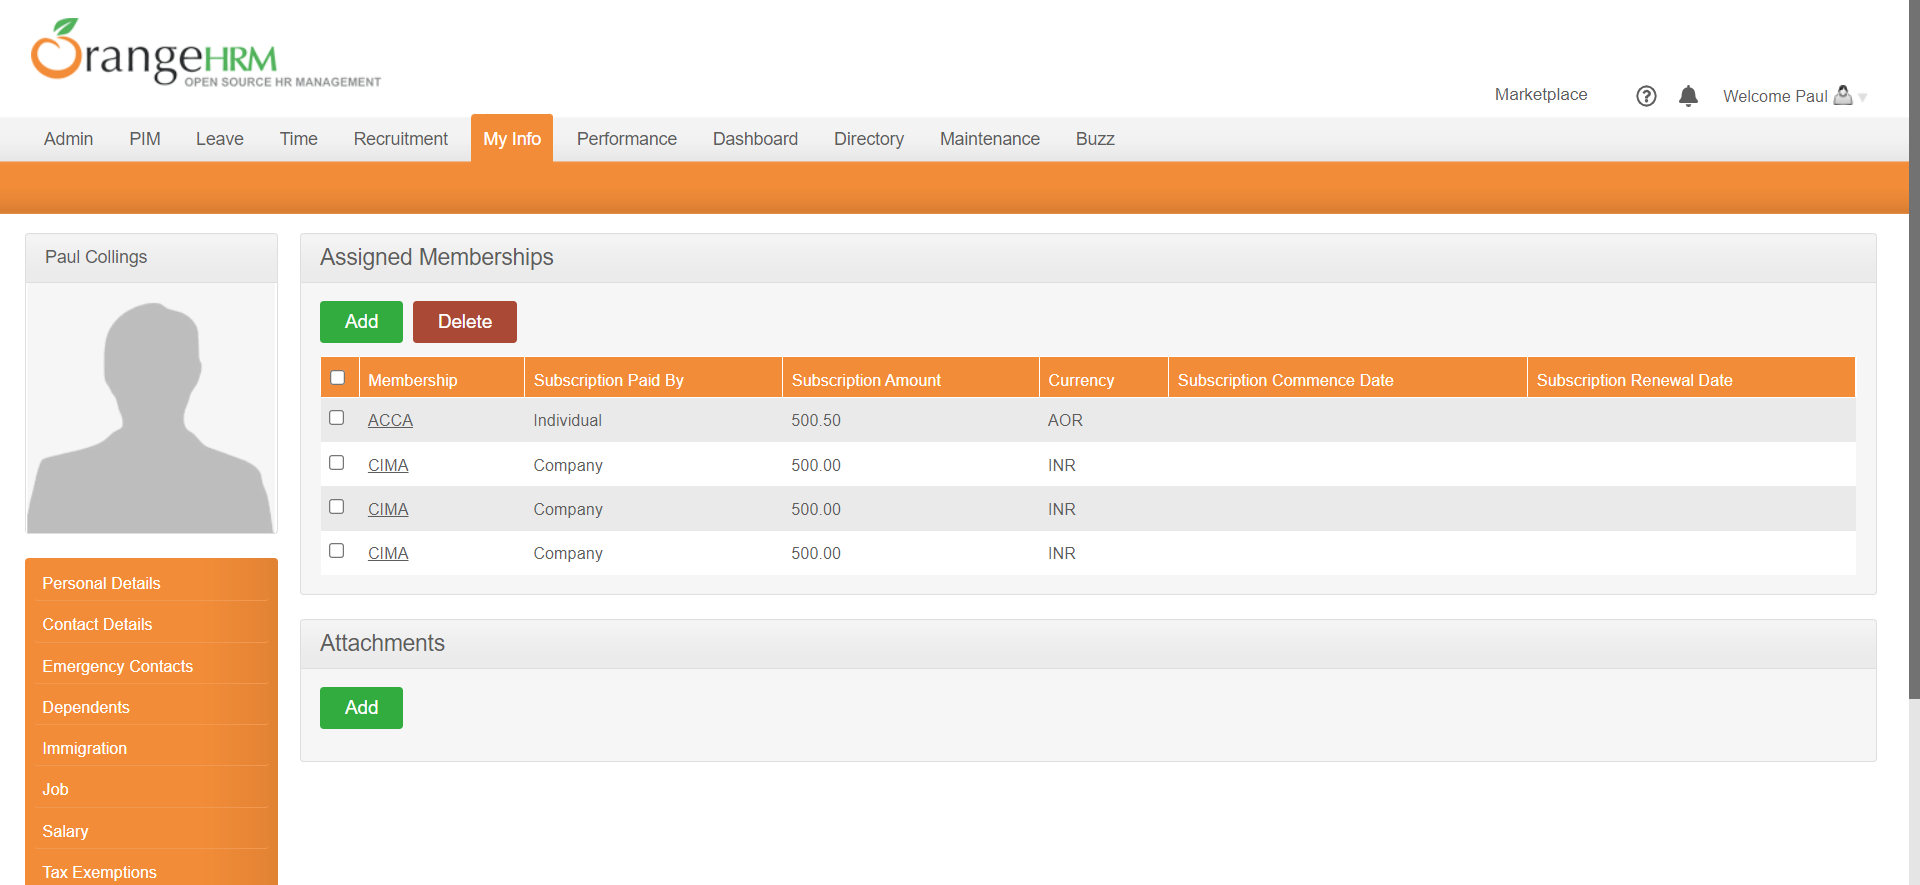 OrangeHRM
OPEN SOURCE HR MANAGEMENT
Marketplace
Welcome Paul
Admin PIM Leave Time Recruitment My Info Performance Dashboard Directory Maintenance Buzz
Paul Collings
Assigned Memberships
Add Delete
Membership Subscription Paid By Subscription Amount Currency Subscription Commence Date Subscription Renewal Date
ACCA Individual 500.50 AOR
CIMA Company 500.00 INR
CIMA Company 500.00 INR
CIMA Company 500.00 INR
Personal Details
Contact Details
Emergency Contacts
Dependents
Immigration
Job
Salary
Tax Exemptions
Attachments
Add